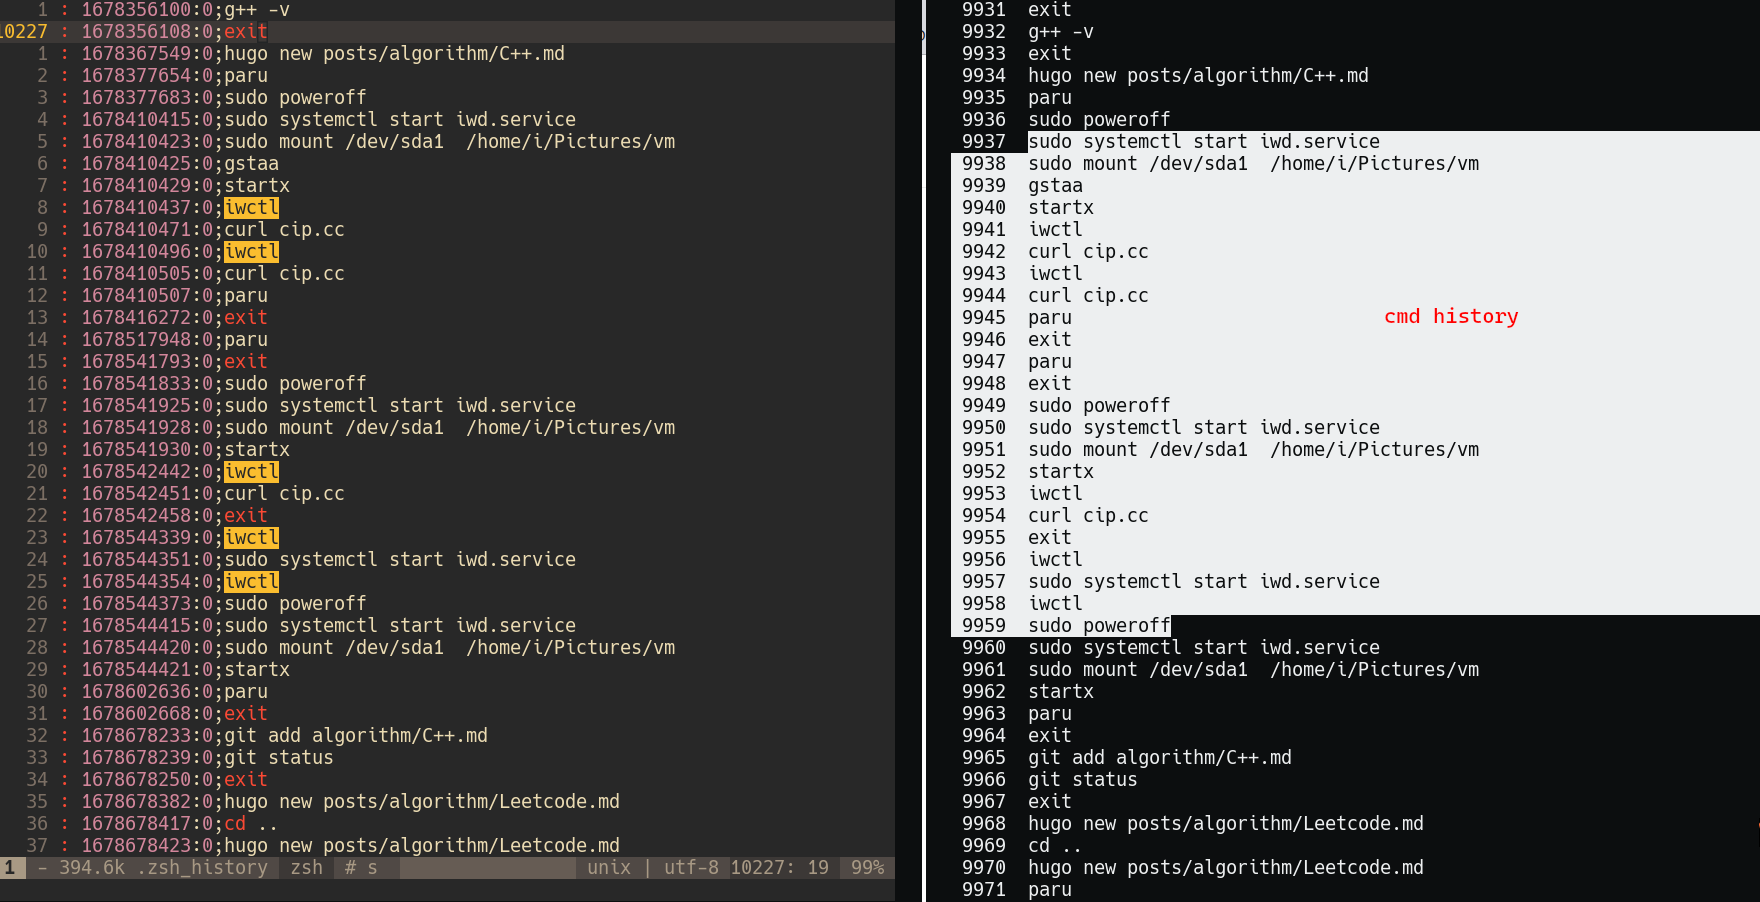 1 : 1678356100:0;g++ -v
10227 : 1678356108:0;exit
1 : 1678367549:0;hugo new posts/algorithm/C++.md
2 : 1678377654:0;paru
3 : 1678377683:0;sudo poweroff
4 : 1678410415:0;sudo systemctl start iwd.service
5 : 1678410423:0;sudo mount /dev/sda1  /home/i/Pictures/vm
6 : 1678410425:0;gstaa
7 : 1678410429:0;startx
8 : 1678410437:0;iwctl
9 : 1678410471:0;curl cip.cc
10 : 1678410496:0;iwctl
11 : 1678410505:0;curl cip.cc
12 : 1678410507:0;paru
13 : 1678416272:0;exit
14 : 1678517948:0;paru
15 : 1678541793:0;exit
16 : 1678541833:0;sudo poweroff
17 : 1678541925:0;sudo systemctl start iwd.service
18 : 1678541928:0;sudo mount /dev/sda1  /home/i/Pictures/vm
19 : 1678541930:0;startx
20 : 1678542442:0;iwctl
21 : 1678542451:0;curl cip.cc
22 : 1678542458:0;exit
23 : 1678544339:0;iwctl
24 : 1678544351:0;sudo systemctl start iwd.service
25 : 1678544354:0;iwctl
26 : 1678544373:0;sudo poweroff
27 : 1678544415:0;sudo systemctl start iwd.service
28 : 1678544420:0;sudo mount /dev/sda1  /home/i/Pictures/vm
29 : 1678544421:0;startx
30 : 1678602636:0;paru
31 : 1678602668:0;exit
32 : 1678678233:0;git add algorithm/C++.md
33 : 1678678239:0;git status
34 : 1678678250:0;exit
35 : 1678678382:0;hugo new posts/algorithm/Leetcode.md
36 : 1678678417:0;cd ..
37 : 1678678423:0;hugo new posts/algorithm/Leetcode.md
1 - 394.6k .zsh_history zsh # s unix | utf-8 10227: 19 99%
9931 exit
9932 g++ -v
9933 exit
9934 hugo new posts/algorithm/C++.md
9935 paru
9936 sudo poweroff
9937 sudo systemctl start iwd.service
9938 sudo mount /dev/sda1  /home/i/Pictures/vm
9939 gstaa
9940 startx
9941 iwctl
9942 curl cip.cc
9943 iwctl
9944 curl cip.cc
9945 paru
cmd history
9946 exit
9947 paru
9948 exit
9949 sudo poweroff
9950 sudo systemctl start iwd.service
9951 sudo mount /dev/sda1  /home/i/Pictures/vm
9952 startx
9953 iwctl
9954 curl cip.cc
9955 exit
9956 iwctl
9957 sudo systemctl start iwd.service
9958 iwctl
9959 sudo poweroff
9960 sudo systemctl start iwd.service
9961 sudo mount /dev/sda1  /home/i/Pictures/vm
9962 startx
9963 paru
9964 exit
9965 git add algorithm/C++.md
9966 git status
9967 exit
9968 hugo new posts/algorithm/Leetcode.md
9969 cd ..
9970 hugo new posts/algorithm/Leetcode.md
9971 paru